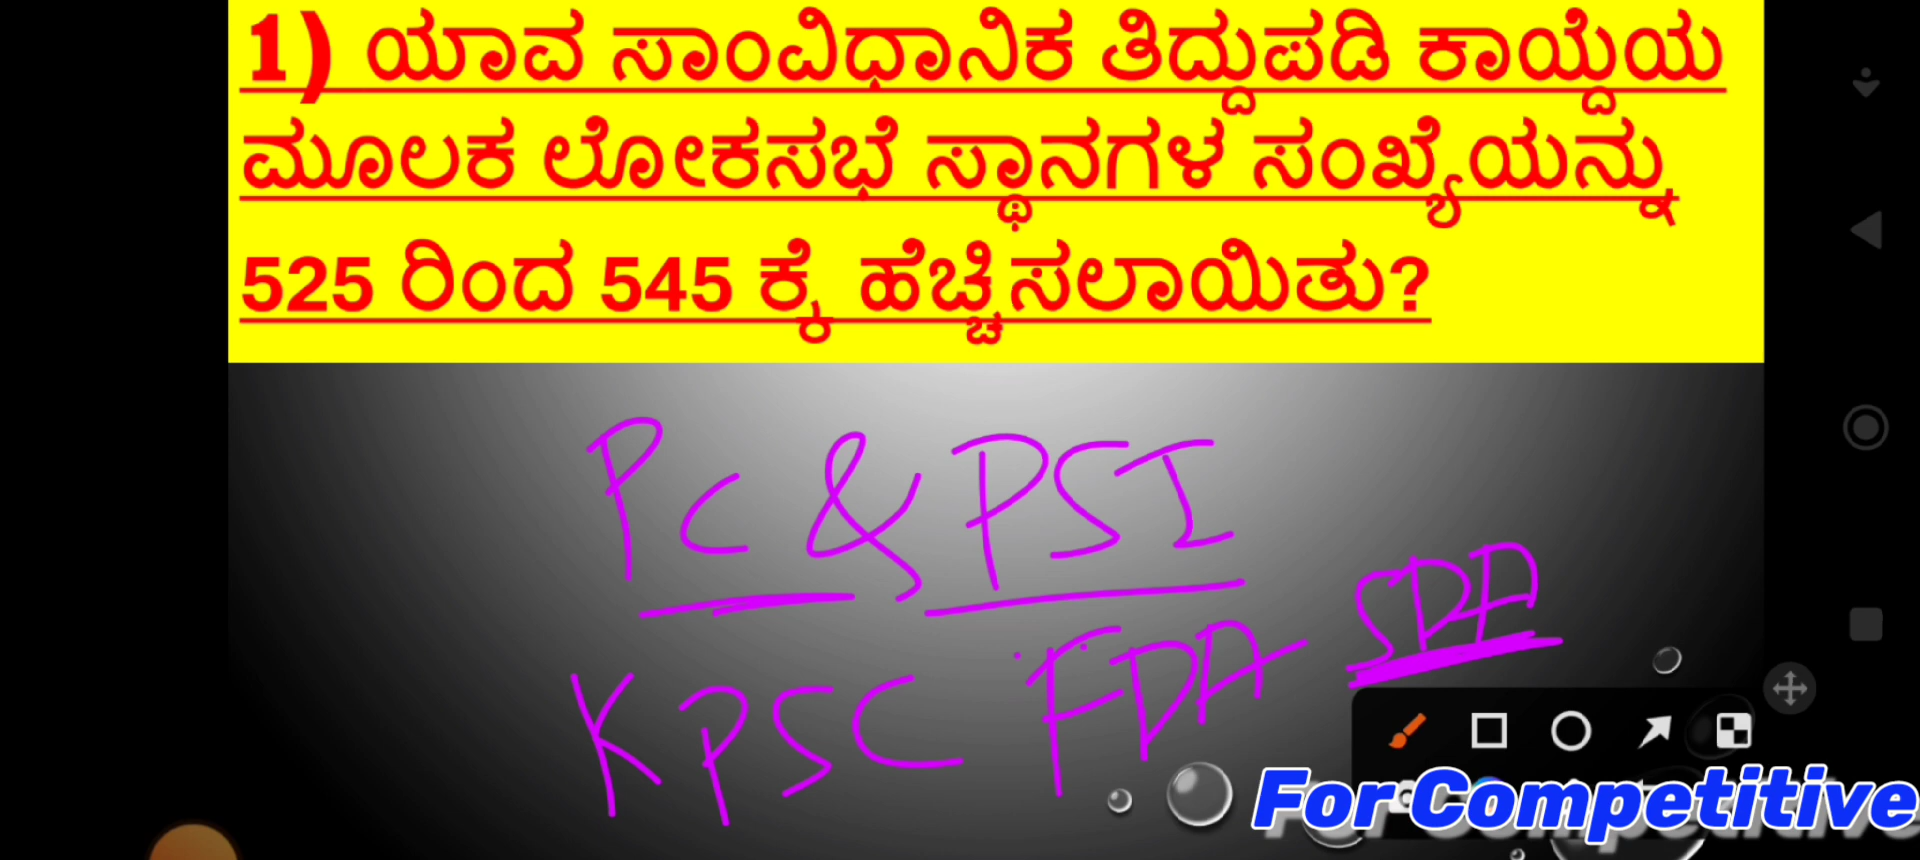 1) ಯಾವ ಸಾಂವಿಧಾನಿಕ ತಿದ್ದುಪಡಿ ಕಾಯ್ದೆಯ
ಮೂಲಕ ಲೋಕಸಭೆ ಸ್ಥಾನಗಳ ಸಂಖ್ಯೆಯನ್ನು
525 ರಿಂದ 545 ಕ್ಕೆ ಹೆಚ್ಚಿಸಲಾಯಿತು?
PC & PSI
KPSC FDA SDA
For Competitive